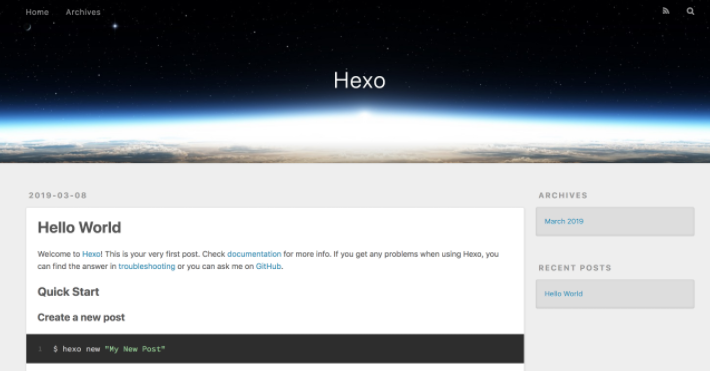 Home Archives
Hexo
2019-03-08
Hello World
Welcome to Hexo! This is your very first post. Check documentation for more info. If you get any problems when using Hexo, you
can find the answer in troubleshooting or you can ask me on GitHub.
Quick Start
Create a new post
1 $ hexo new "My New Post"
ARCHIVES
March 2019
RECENT POSTS
Hello World